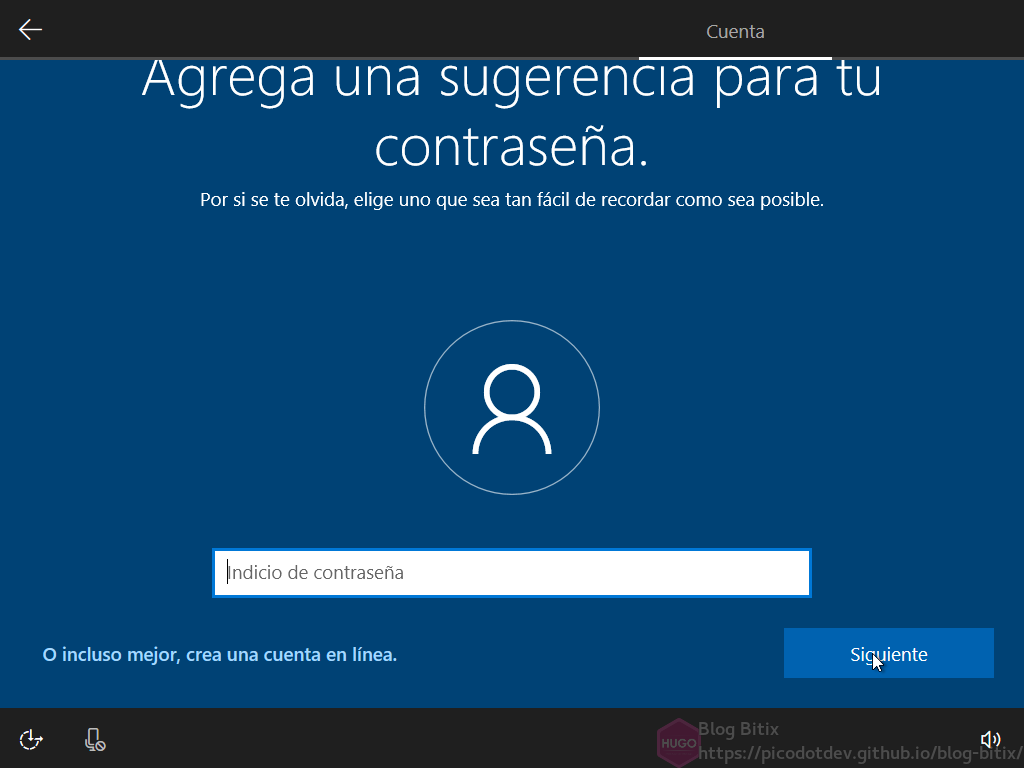 Cuenta
Agrega una sugerencia para tu
contraseña.
Por si se te olvida, elige uno que sea tan fácil de recordar como sea posible.
Indicio de contraseña
O incluso mejor, crea una cuenta en línea.
Siguiente
Blog Bitix
HUGO
https://picodotdev.github.io/blog-bitix/